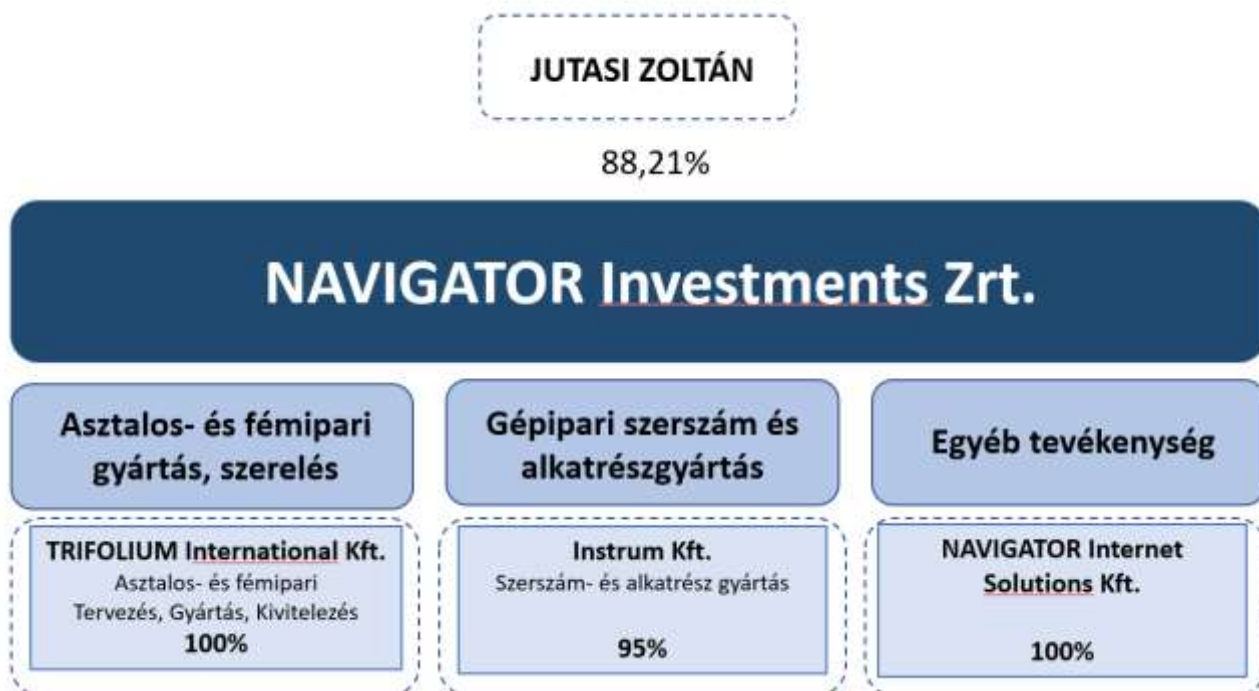 JUTASI ZOLTÁN
88,21%
NAVIGATOR Investments Zrt.
Asztalos- és fémipari
gyártás, szerelés
Gépipari szerszám és
alkatrészgyártás
Egyéb tevékenység
TRIFOLIUM International Kft.
Asztalos- és fémipari
Tervezés, Gyártás, Kivitelezés
100%
Instrum Kft.
Szerszám- és alkatrész gyártás
95%
NAVIGATOR Internet
Solutions Kft.
100%